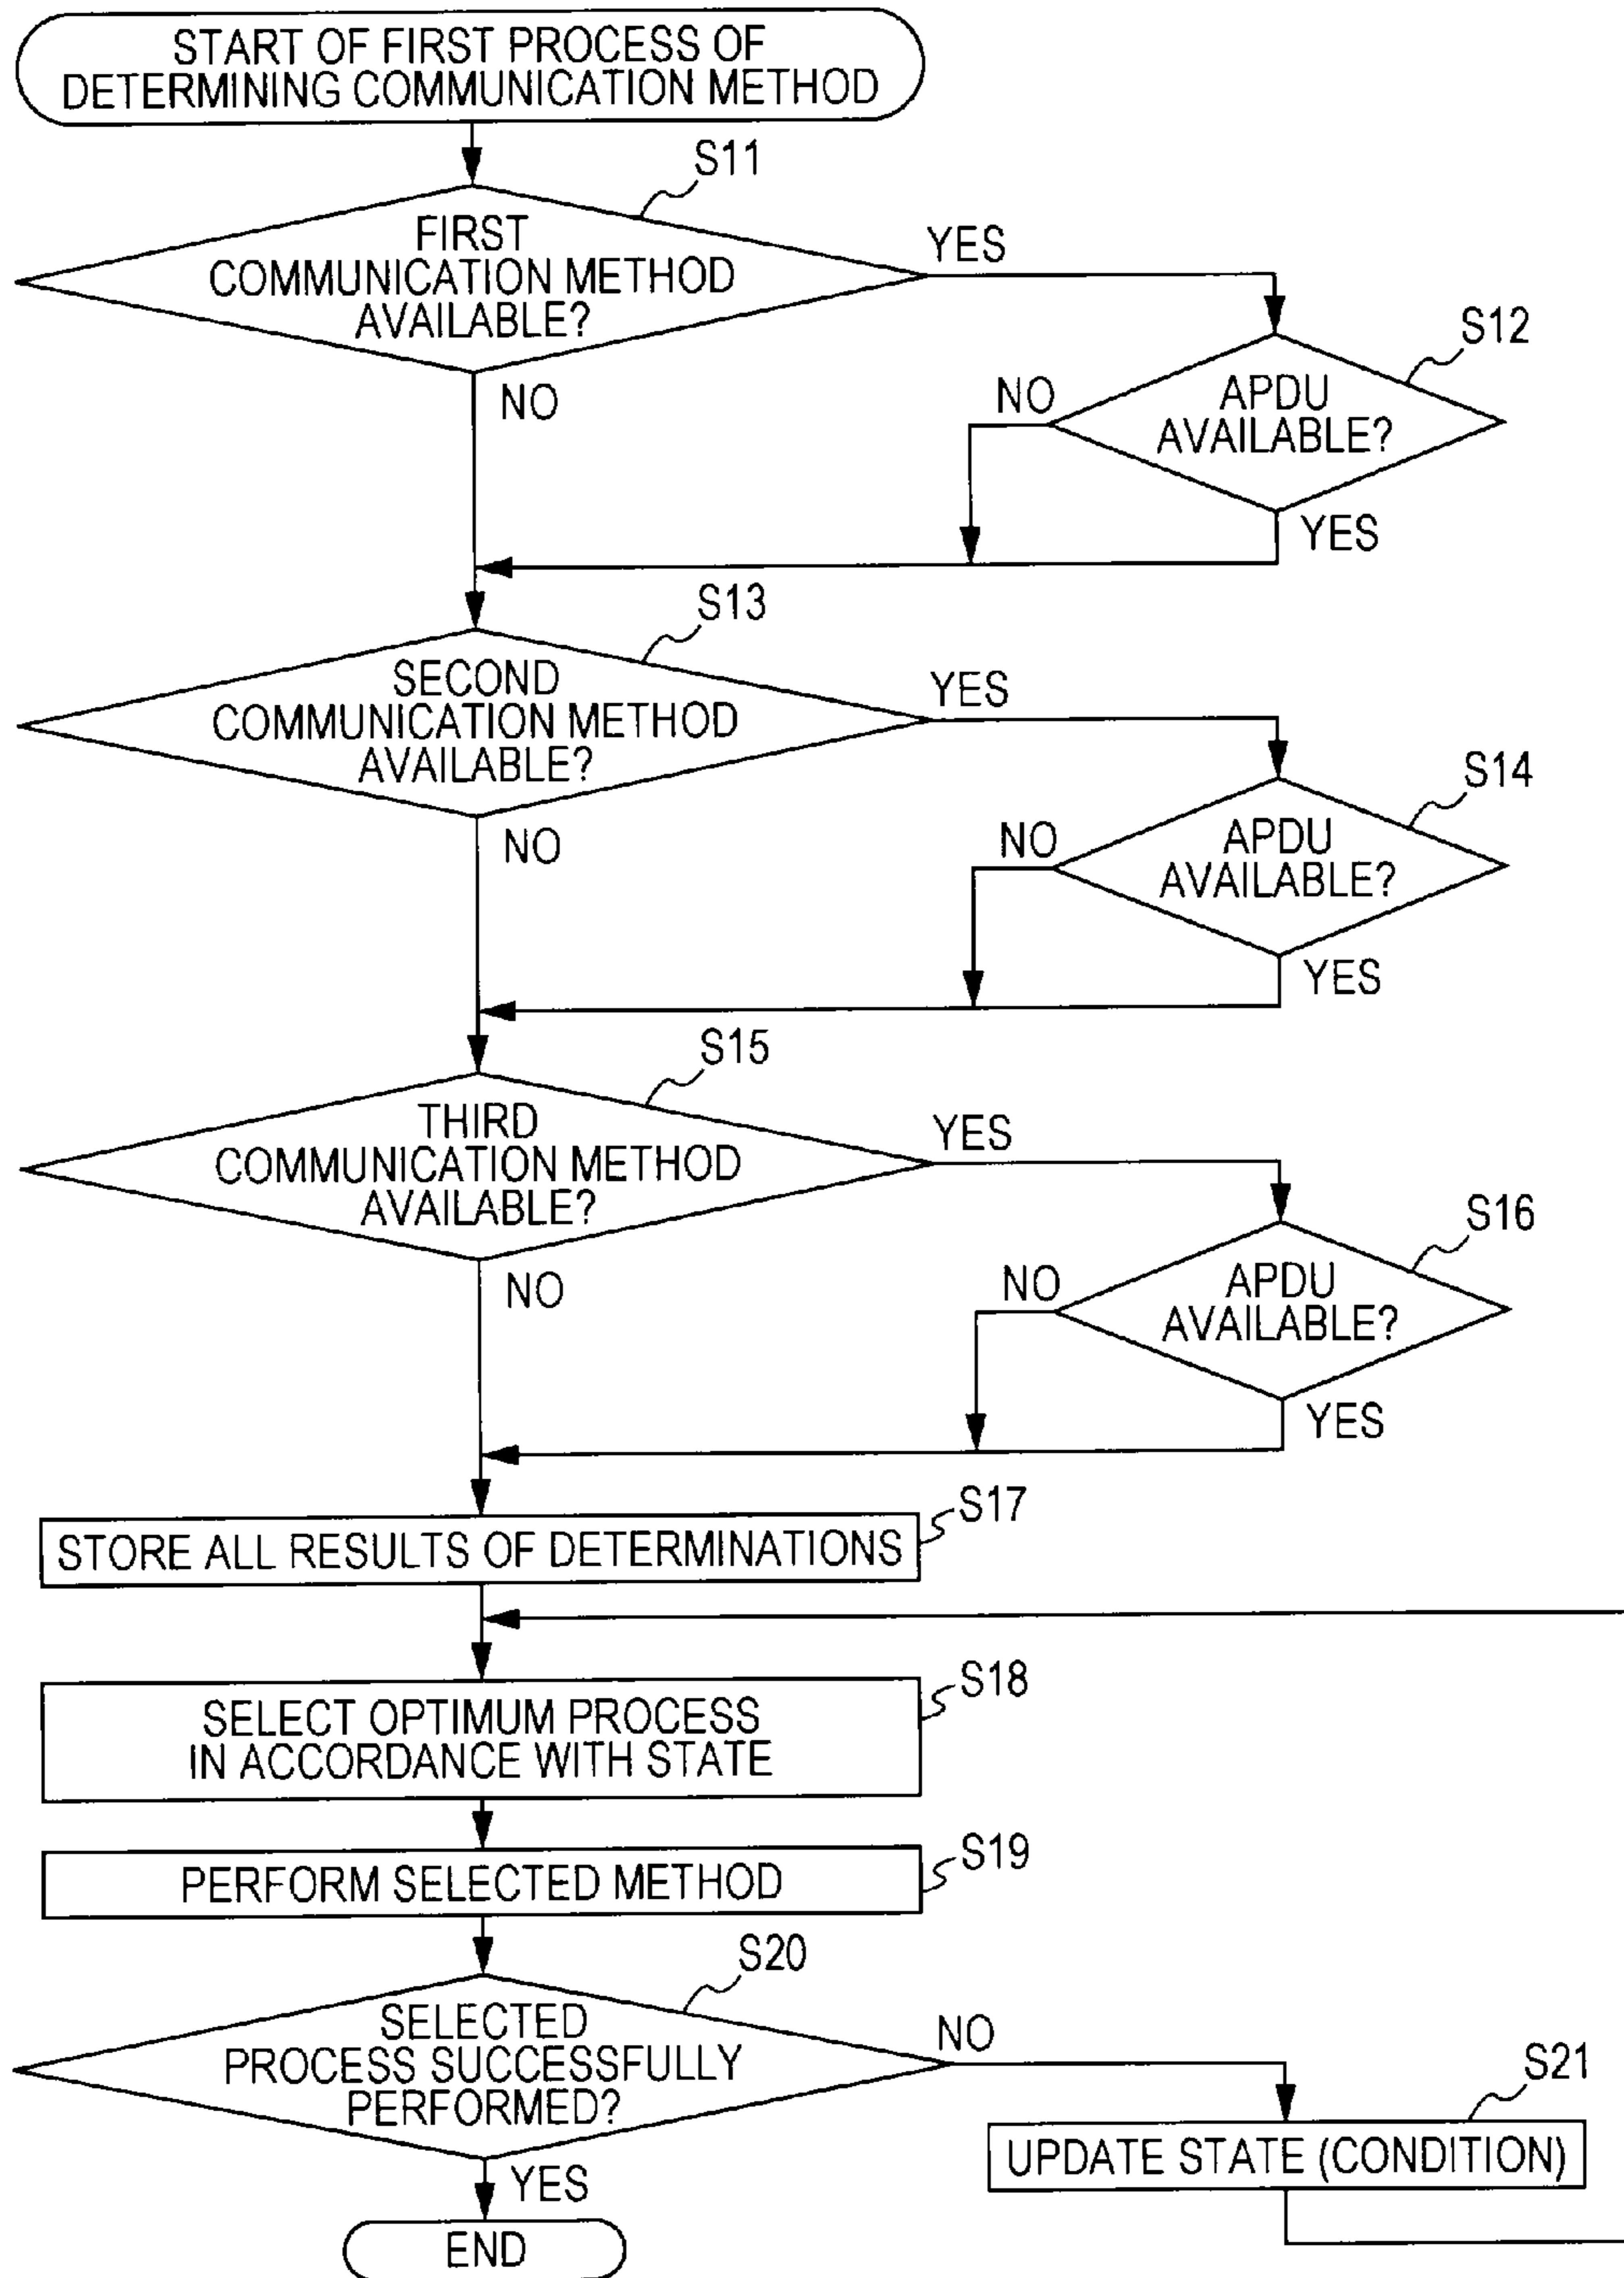 START OF FIRST PROCESS OF
DETERMINING COMMUNICATION METHOD
S11
FIRST
COMMUNICATION METHOD
AVAILABLE?
YES
NO
S12
APDU
AVAILABLE?
NO
YES
S13
SECOND
COMMUNICATION METHOD
AVAILABLE?
YES
NO
S14
APDU
AVAILABLE?
NO
YES
S15
THIRD
COMMUNICATION METHOD
AVAILABLE?
YES
NO
S16
APDU
AVAILABLE?
NO
YES
S17
STORE ALL RESULTS OF DETERMINATIONS
S18
SELECT OPTIMUM PROCESS
IN ACCORDANCE WITH STATE
S19
PERFORM SELECTED METHOD
S20
SELECTED
PROCESS SUCCESSFULLY
PERFORMED?
NO
YES
S21
UPDATE STATE (CONDITION)
END